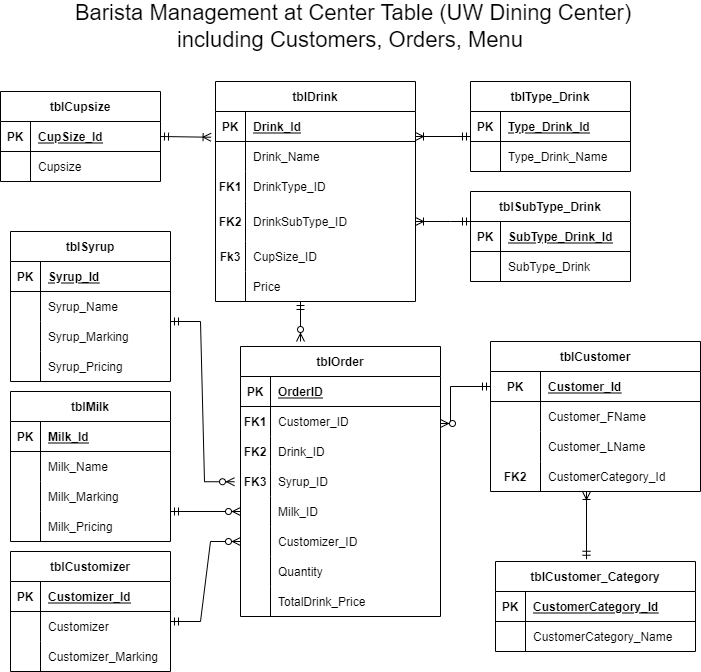 Barista Management at Center Table (UW Dining Center)
including Customers, Orders, Menu
tblCupsize
PK CupSize_Id
Cupsize
tblDrink
PK Drink_Id
Drink_Name
FK1 DrinkType_ID
FK2 DrinkSubType_ID
Fk3 CupSize_ID
Price
tblType_Drink
PK Type_Drink_Id
Type_Drink_Name
tblSubType_Drink
PK SubType_Drink_Id
SubType_Drink
tblSyrup
PK Syrup_Id
Syrup_Name
Syrup_Marking
Syrup_Pricing
tblMilk
PK Milk_Id
Milk_Name
Milk_Marking
Milk_Pricing
tblCustomizer
PK Customizer_Id
Customizer
Customizer_Marking
tblOrder
PK OrderID
FK1 Customer_ID
FK2 Drink_ID
FK3 Syrup_ID
Milk_ID
Customizer_ID
Quantity
TotalDrink_Price
tblCustomer
PK Customer_Id
Customer_FName
Customer_LName
FK2 CustomerCategory_Id
tblCustomer_Category
PK CustomerCategory_Id
CustomerCategory_Name